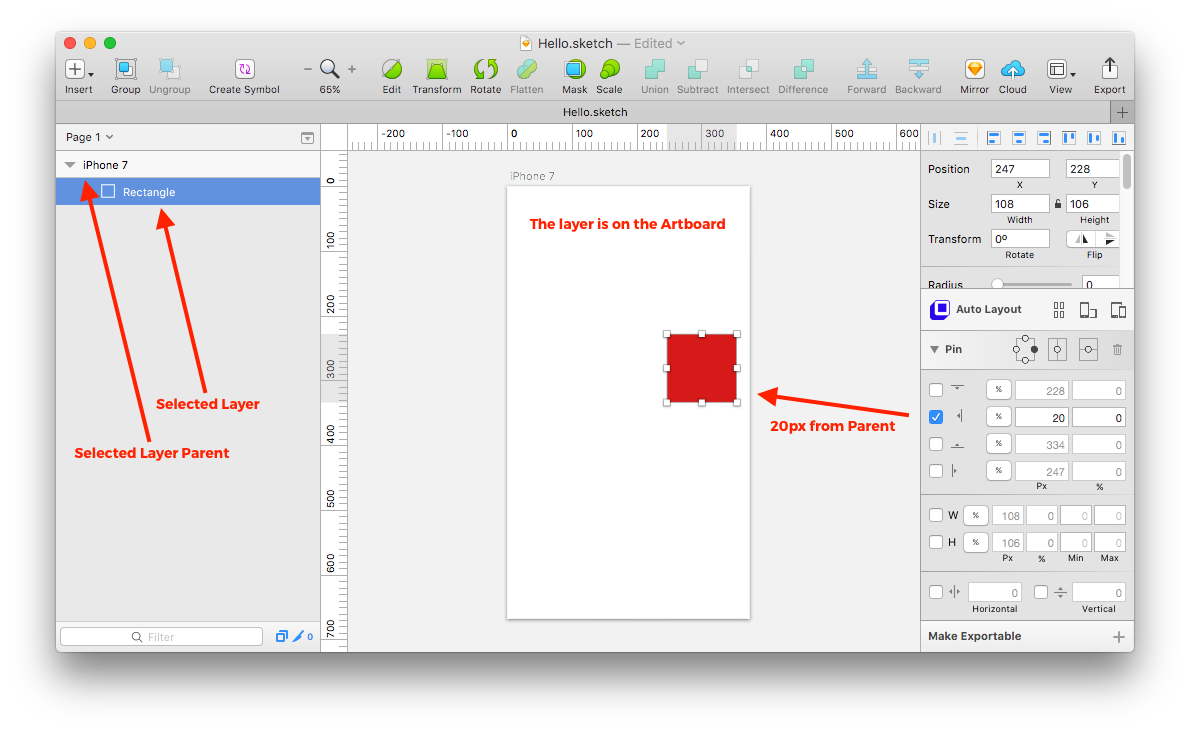 Hello.sketch — Edited
Insert Group Ungroup Create Symbol 65% Edit Transform Rotate Flatten Mask Scale Union Subtract Intersect Difference Forward Backward Mirror Cloud View Export
Hello.sketch
Page 1
-200 -100 0 100 200 300 400 500 600
iPhone 7
Rectangle
Selected Layer
Selected Layer Parent
Filter 0
0
100
200
300
400
500
600
700
iPhone 7
The layer is on the Artboard
20px from Parent
Position 247 228
X Y
Size 108 106
Width Height
Transform 0º
Rotate Flip
Radius 0
Auto Layout
Pin
% 228 0
% 20 0
% 334 0
% 247 0
Px %
W % 108 0 0 0
H % 106 0 0 0
Px % Min Max
0 0
Horizontal Vertical
Make Exportable